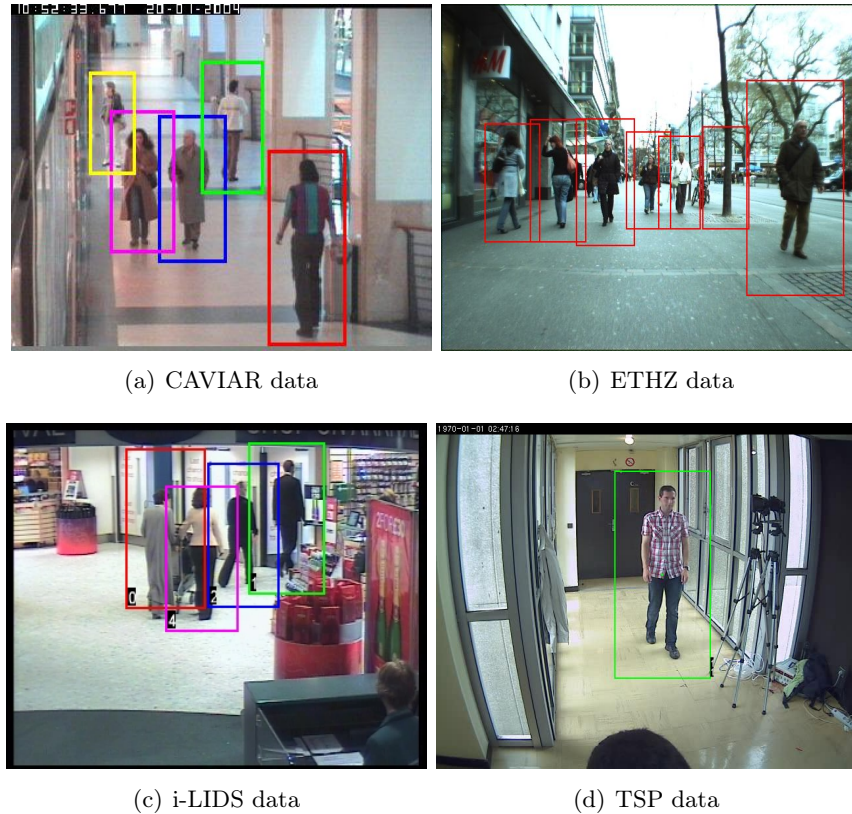 10:52:33.577 20-01-2004
H&M
(a) CAVIAR data
(b) ETHZ data
0
4
2
1
(c) i-LIDS data
1970-01-01 02:47:16
(d) TSP data